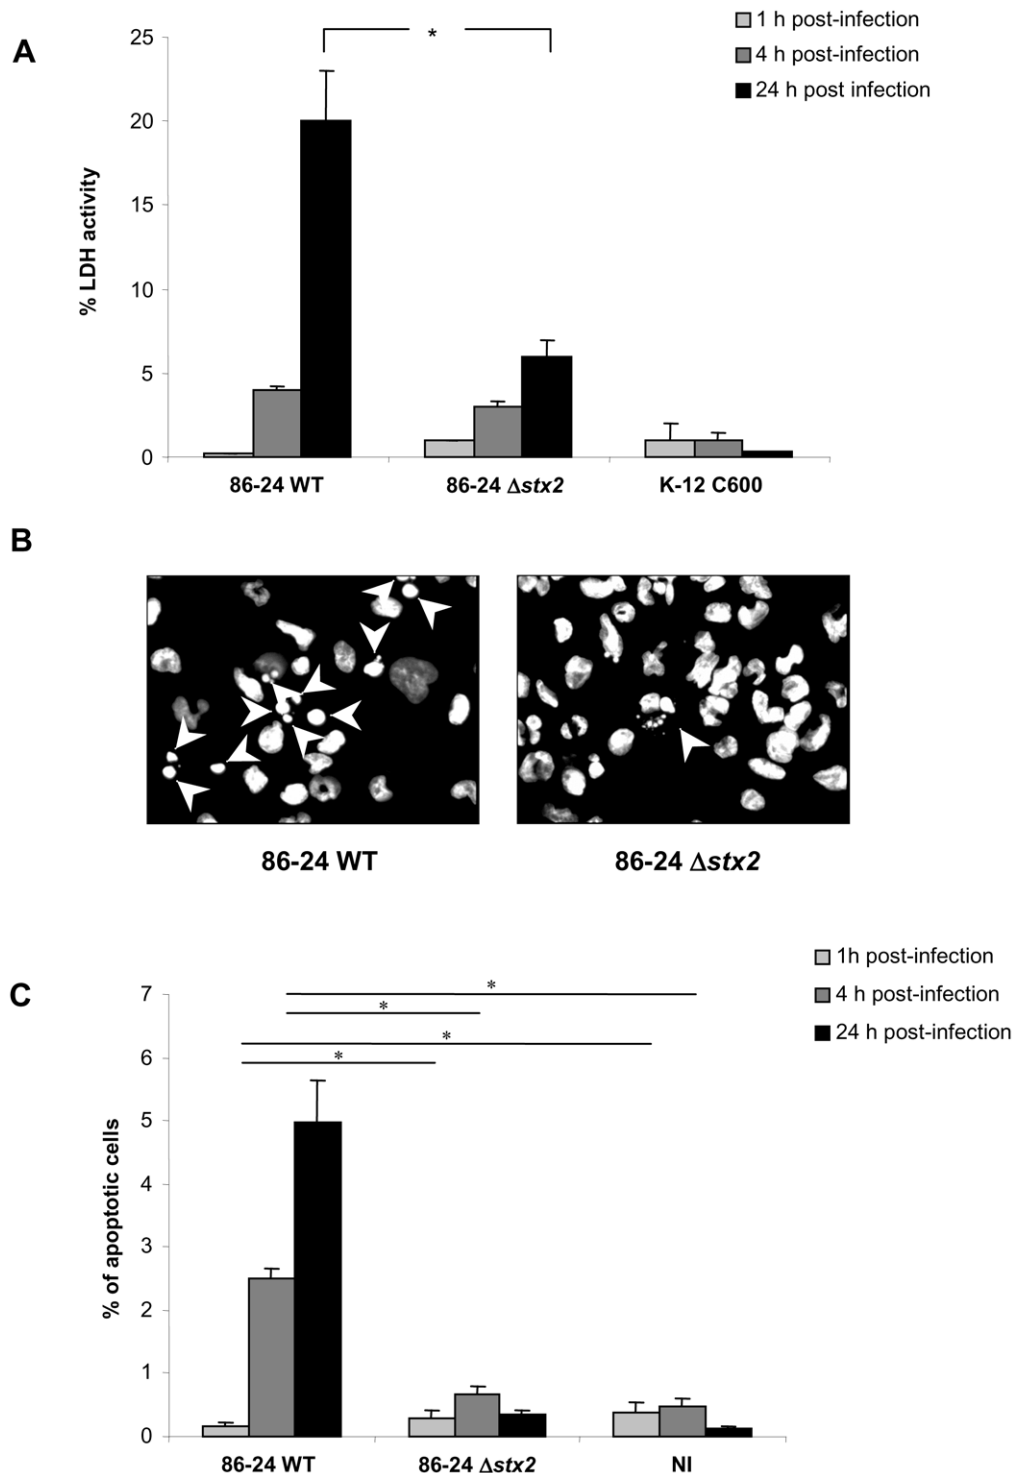 A
1 h post-infection
4 h post-infection
24 h post infection
*
% LDH activity
25
20
15
10
5
0
86-24 WT
86-24 Δstx2
K-12 C600
B
86-24 WT
86-24 Δstx2
C
1h post-infection
4 h post-infection
24 h post-infection
*
*
*
*
% of apoptotic cells
7
6
5
4
3
2
1
0
86-24 WT
86-24 Δstx2
NI